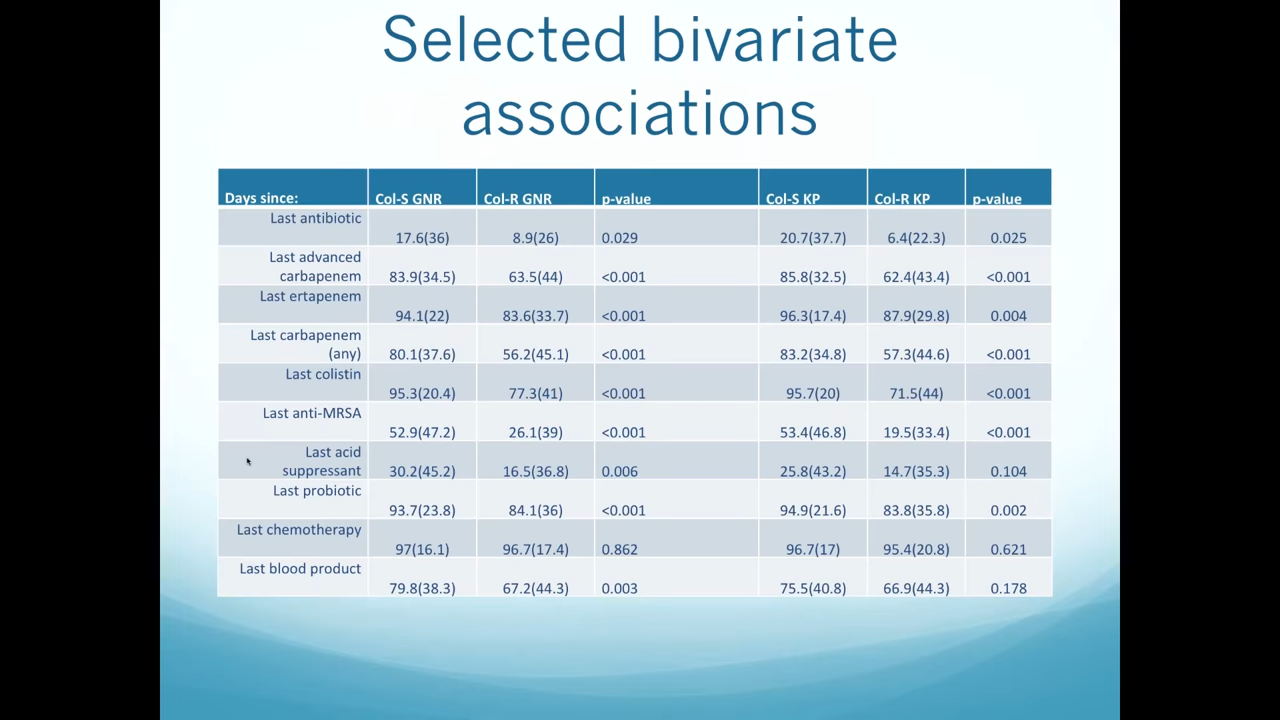 Selected bivariate
associations
Days since: Col-S GNR Col-R GNR p-value Col-S KP Col-R KP p-value
Last antibiotic
17.6(36) 8.9(26) 0.029 20.7(37.7) 6.4(22.3) 0.025
Last advanced
carbapenem 83.9(34.5) 63.5(44) <0.001 85.8(32.5) 62.4(43.4) <0.001
Last ertapenem
94.1(22) 83.6(33.7) <0.001 96.3(17.4) 87.9(29.8) 0.004
Last carbapenem
(any) 80.1(37.6) 56.2(45.1) <0.001 83.2(34.8) 57.3(44.6) <0.001
Last colistin
95.3(20.4) 77.3(41) <0.001 95.7(20) 71.5(44) <0.001
Last anti-MRSA
52.9(47.2) 26.1(39) <0.001 53.4(46.8) 19.5(33.4) <0.001
Last acid
suppressant 30.2(45.2) 16.5(36.8) 0.006 25.8(43.2) 14.7(35.3) 0.104
Last probiotic
93.7(23.8) 84.1(36) <0.001 94.9(21.6) 83.8(35.8) 0.002
Last chemotherapy
97(16.1) 96.7(17.4) 0.862 96.7(17) 95.4(20.8) 0.621
Last blood product
79.8(38.3) 67.2(44.3) 0.003 75.5(40.8) 66.9(44.3) 0.178